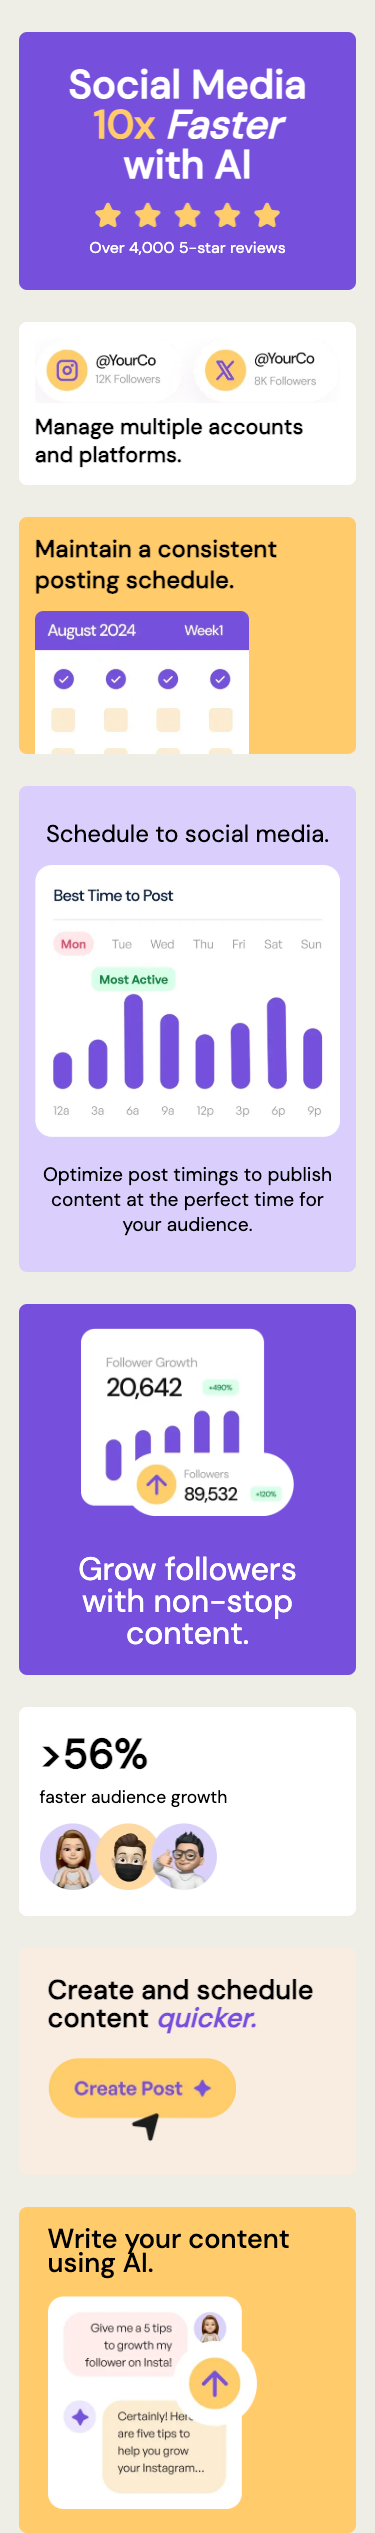 Social Media
10x Faster
with AI
Over 4,000 5-star reviews
@YourCo
12K Followers
@YourCo
8K Followers
Manage multiple accounts
and platforms.
Maintain a consistent
posting schedule.
August 2024 Week1
Schedule to social media.
Best Time to Post
Mon Tue Wed Thu Fri Sat Sun
Most Active
12a 3a 6a 9a 12p 3p 6p 9p
Optimize post timings to publish
content at the perfect time for
your audience.
Follower Growth
20,642 +490%
Followers
89,532 +120%
Grow followers
with non-stop
content.
>56%
faster audience growth
Create and schedule
content quicker.
Create Post
Write your content
using AI.
Give me a 5 tips
to growth my
follower on Insta!
Certainly! Here
are five tips to
help you grow
your Instagram...